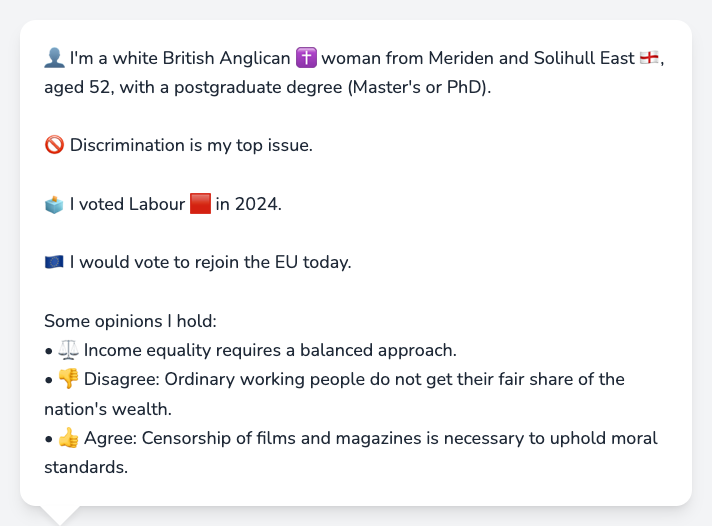 👤 I'm a white British Anglican ✝️ woman from Meriden and Solihull East 🏴󠁧󠁢󠁥󠁮󠁧󠁿,
aged 52, with a postgraduate degree (Master's or PhD).
🚫 Discrimination is my top issue.
🗳️ I voted Labour 🟥 in 2024.
🇪🇺 I would vote to rejoin the EU today.
Some opinions I hold:
• ⚖️ Income equality requires a balanced approach.
• 👎 Disagree: Ordinary working people do not get their fair share of the
nation's wealth.
• 👍 Agree: Censorship of films and magazines is necessary to uphold moral
standards.